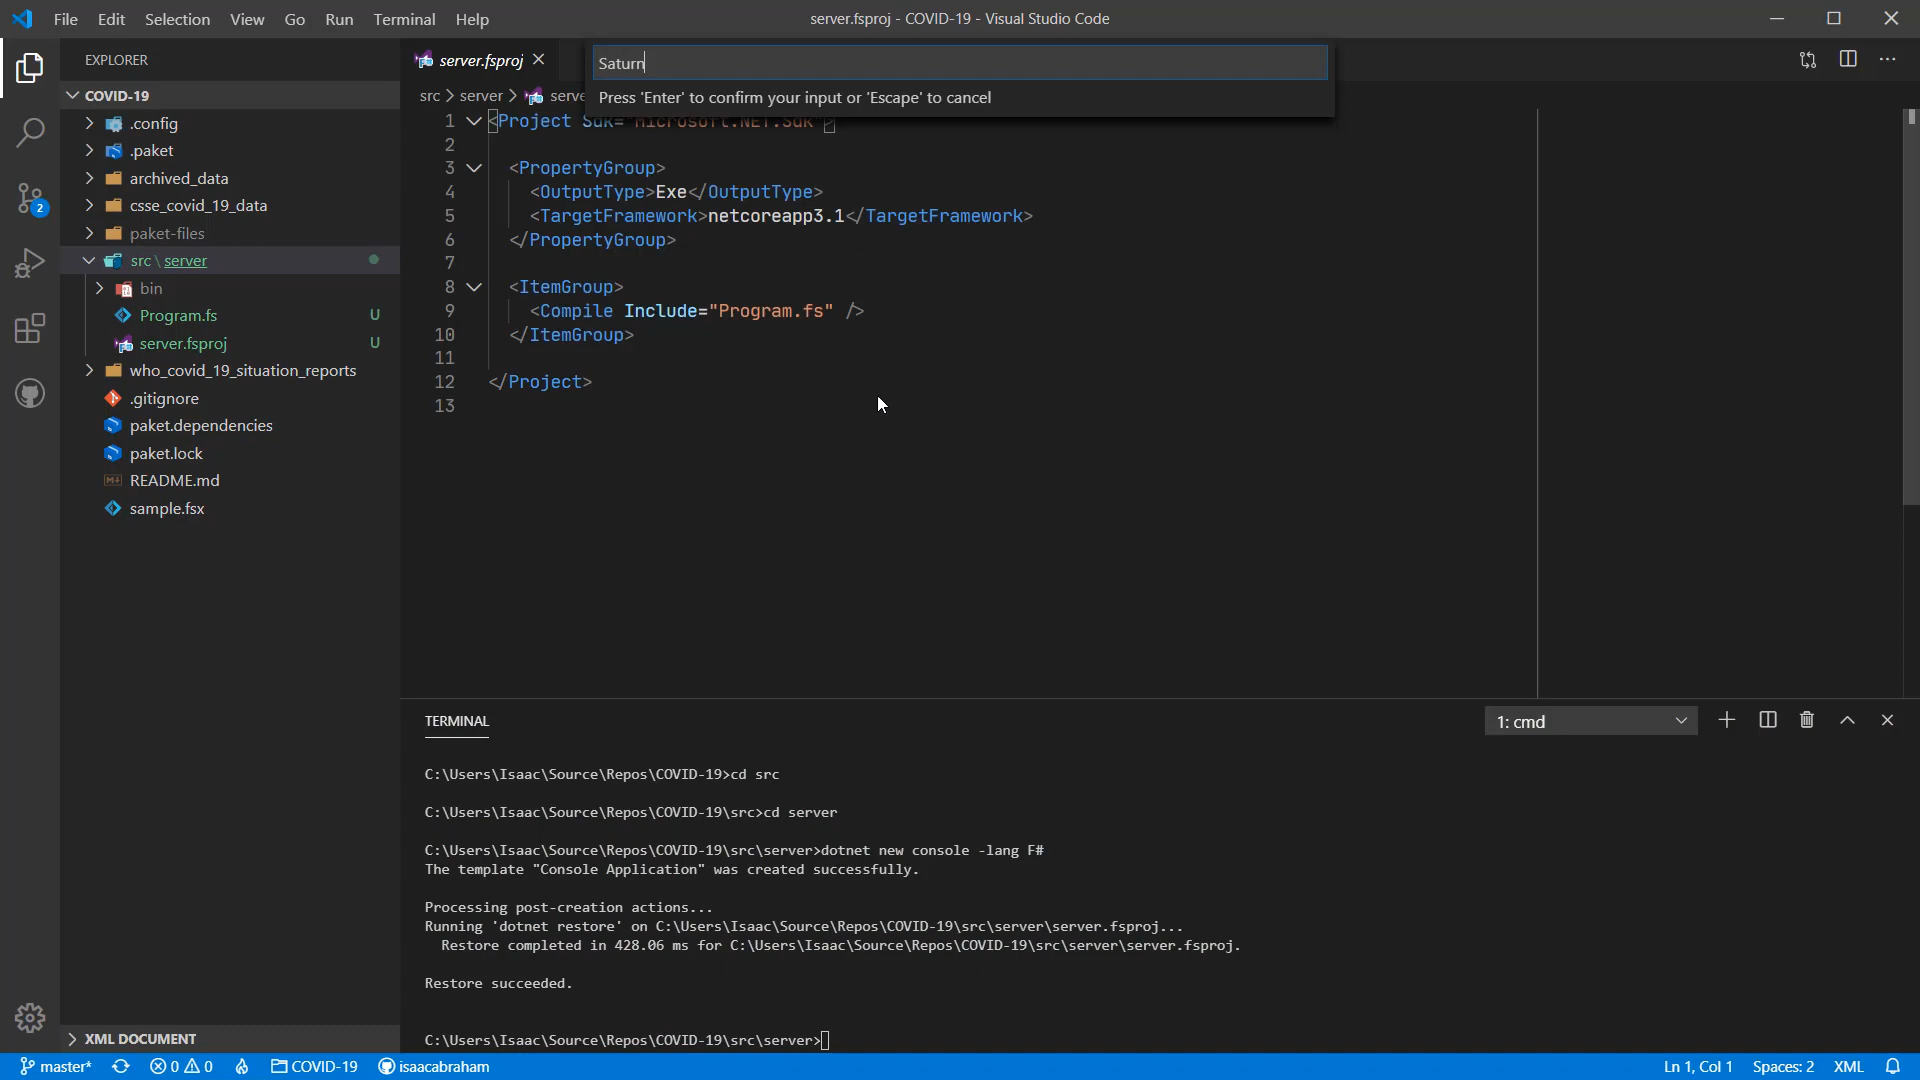 File Edit Selection View Go Run Terminal Help
server.fsproj - COVID-19 - Visual Studio Code
EXPLORER
COVID-19
.config
.paket
archived_data
csse_covid_19_data
paket-files
src \ server
bin
Program.fs U
server.fsproj U
who_covid_19_situation_reports
.gitignore
paket.dependencies
paket.lock
README.md
sample.fsx
XML DOCUMENT
2
server.fsproj
Saturn
Press 'Enter' to confirm your input or 'Escape' to cancel
src > server > serve
1 <Project Sdk="Microsoft.NET.Sdk">
2
3 <PropertyGroup>
4 <OutputType>Exe</OutputType>
5 <TargetFramework>netcoreapp3.1</TargetFramework>
6 </PropertyGroup>
7
8 <ItemGroup>
9 <Compile Include="Program.fs" />
10 </ItemGroup>
11
12 </Project>
13
TERMINAL
1: cmd
C:\Users\Isaac\Source\Repos\COVID-19>cd src
C:\Users\Isaac\Source\Repos\COVID-19\src>cd server
C:\Users\Isaac\Source\Repos\COVID-19\src\server>dotnet new console -lang F#
The template "Console Application" was created successfully.
Processing post-creation actions...
Running 'dotnet restore' on C:\Users\Isaac\Source\Repos\COVID-19\src\server\server.fsproj...
Restore completed in 428.06 ms for C:\Users\Isaac\Source\Repos\COVID-19\src\server\server.fsproj.
Restore succeeded.
C:\Users\Isaac\Source\Repos\COVID-19\src\server>
master* 0 0 COVID-19 isaacabraham
Ln 1, Col 1 Spaces: 2 XML